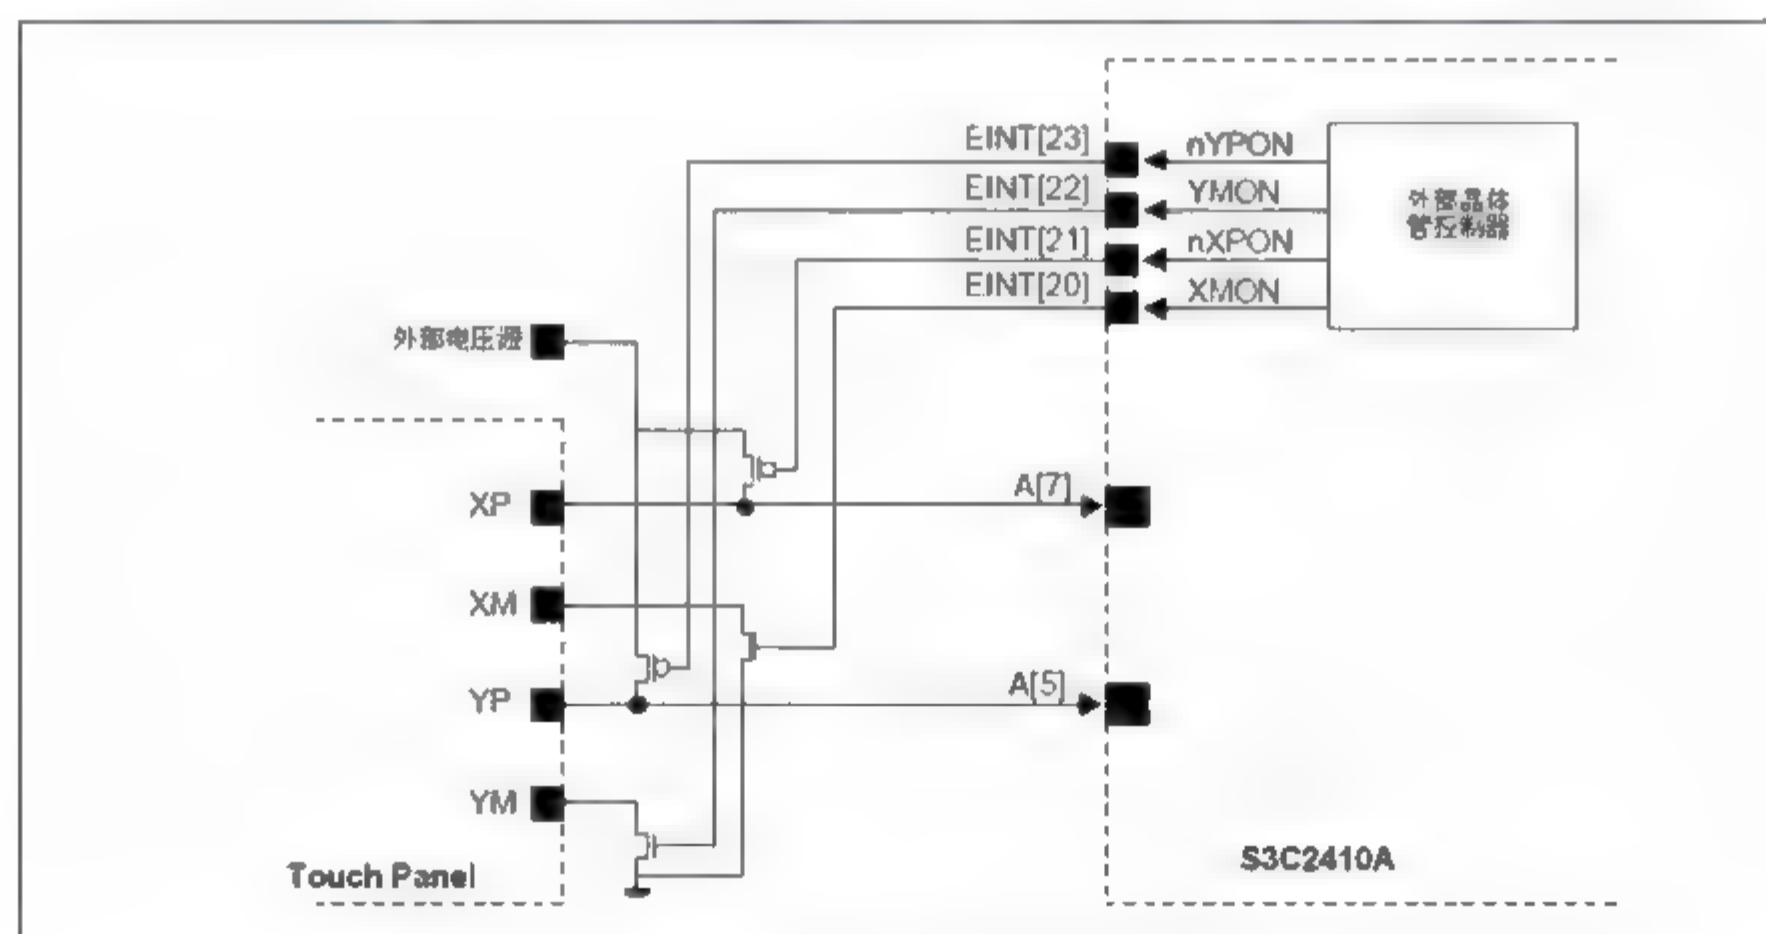 EINT[23]
nYPON
EINT[22]
YMON
外部晶体
管控制器
EINT[21]
nXPON
EINT[20]
XMON
外部电压源
XP
A[7]
XM
YP
A[5]
YM
Touch Panel
S3C2410A